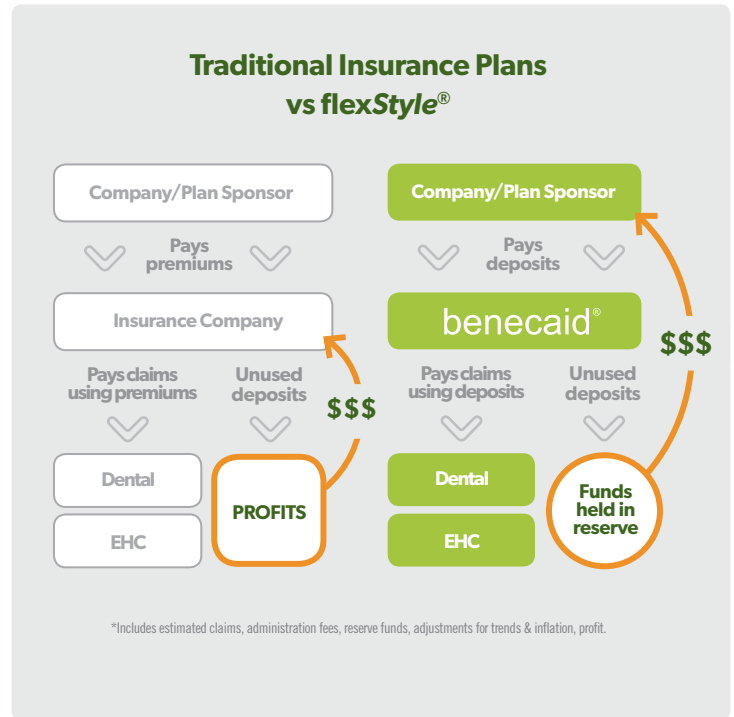 Traditional Insurance Plans
vs flexStyle®
Company/Plan Sponsor
Pays
premiums
Insurance Company
Pays claims
using premiums
Unused
deposits
$$$
Dental
EHC
PROFITS
Company/Plan Sponsor
Pays
deposits
benecaid®
$$$
Pays claims
using deposits
Unused
deposits
Dental
EHC
Funds
held in
reserve
*Includes estimated claims, administration fees, reserve funds, adjustments for trends & inflation, profit.